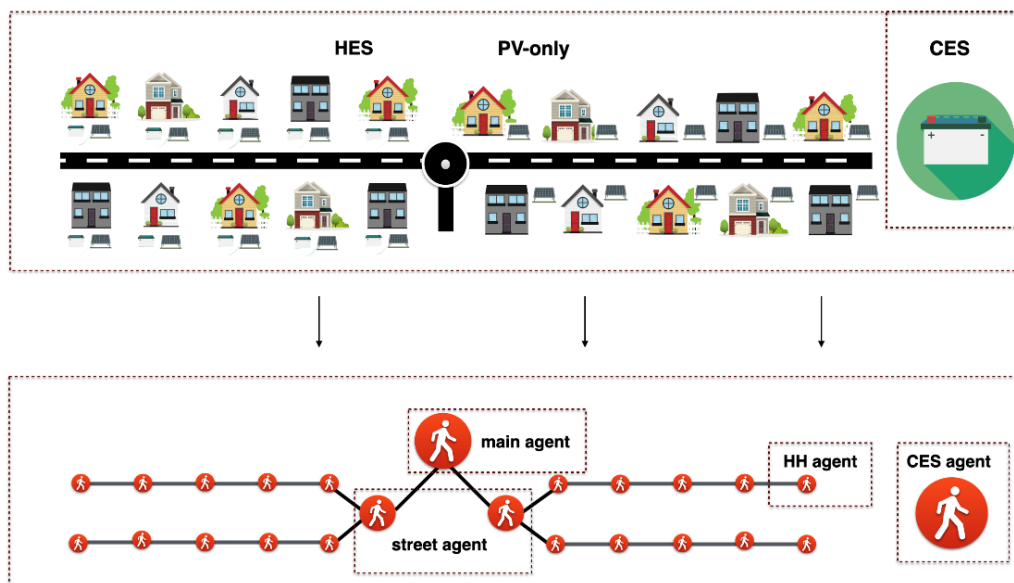 HES
PV-only
CES
main agent
HH agent
CES agent
street agent